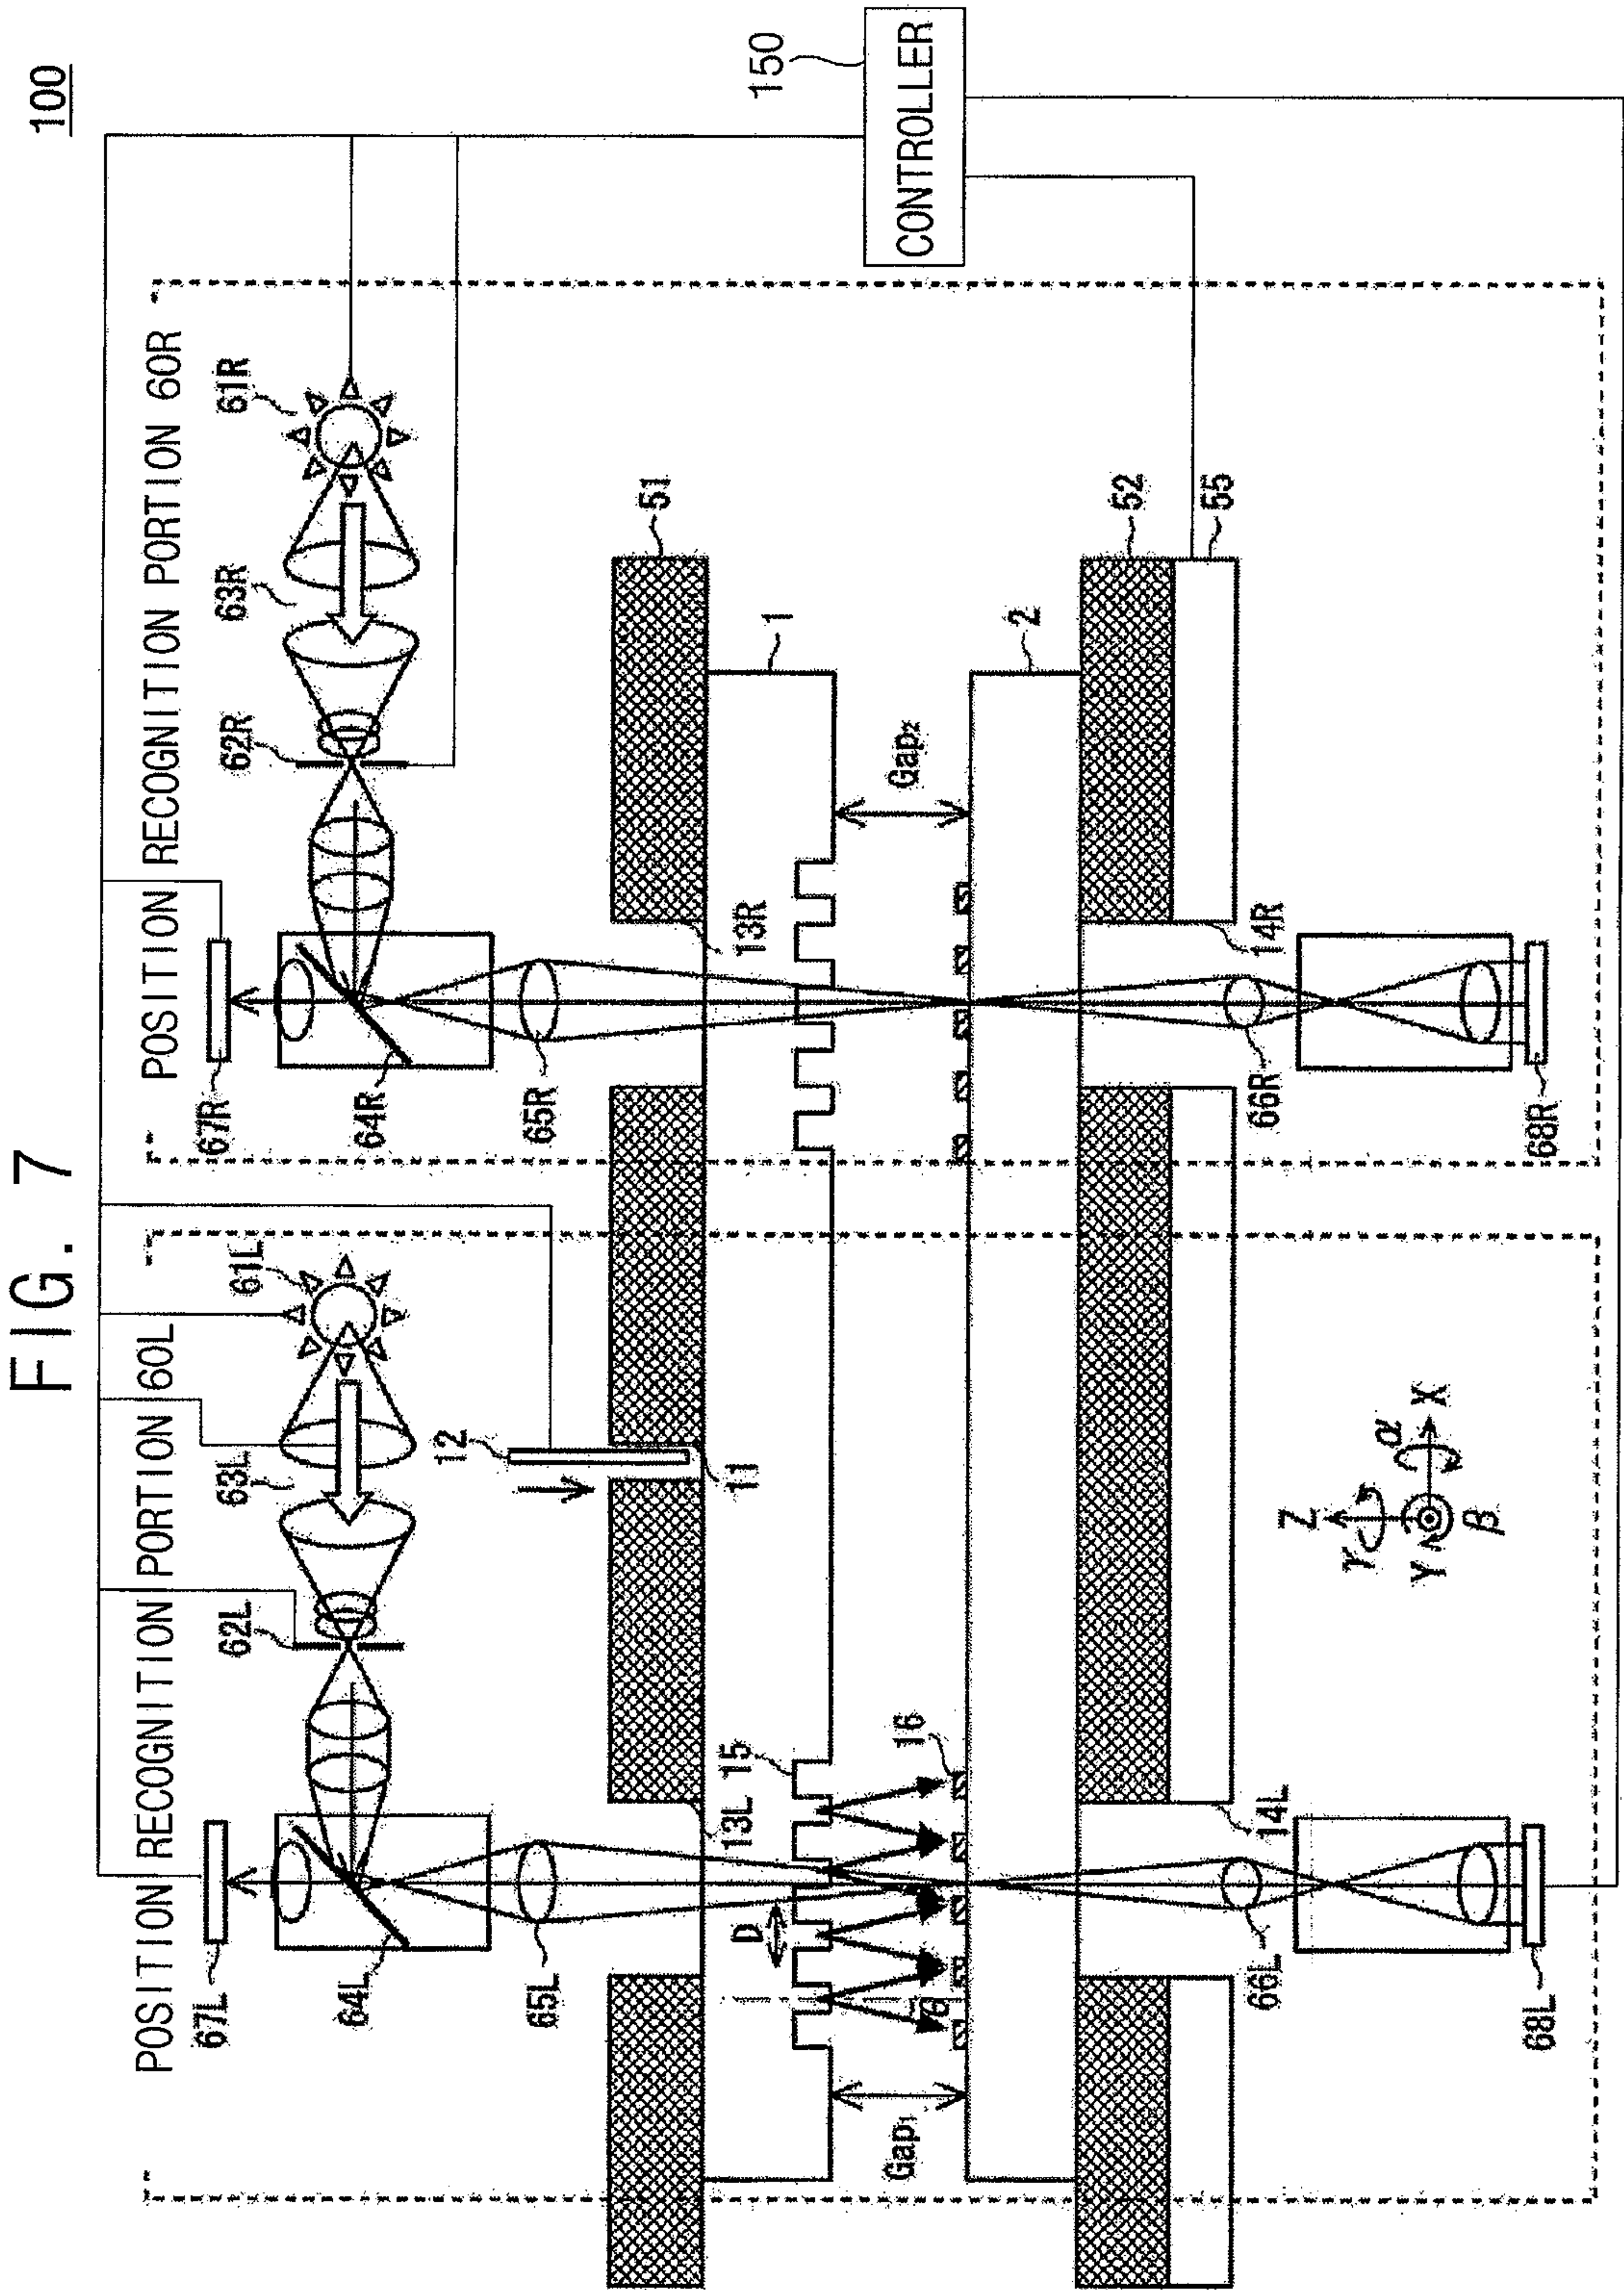 FIG. 7
100
POSITION RECOGNITION PORTION 60L
POSITION RECOGNITION PORTION 60R
67L
64L
65L
62L
63L
61L
12
11
67R
64R
65R
62R
63R
61R
150
CONTROLLER
51
13L
15
13R
1
D
θ
16
Gap₁
Gap₂
2
52
55
14L
14R
66L
66R
68L
68R
Z
γ
Y
β
α
X